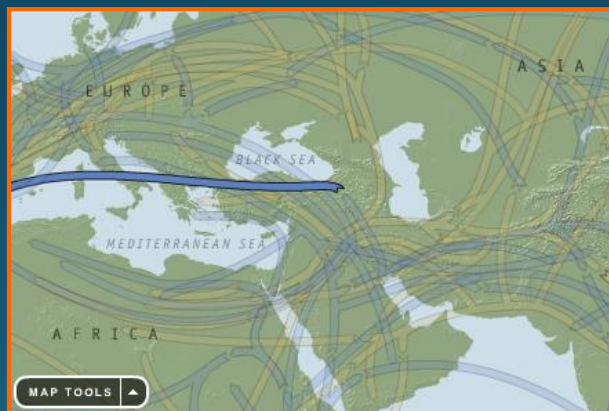 ASIA
EUROPE
BLACK SEA
MEDITERRANEAN SEA
AFRICA
MAP TOOLS